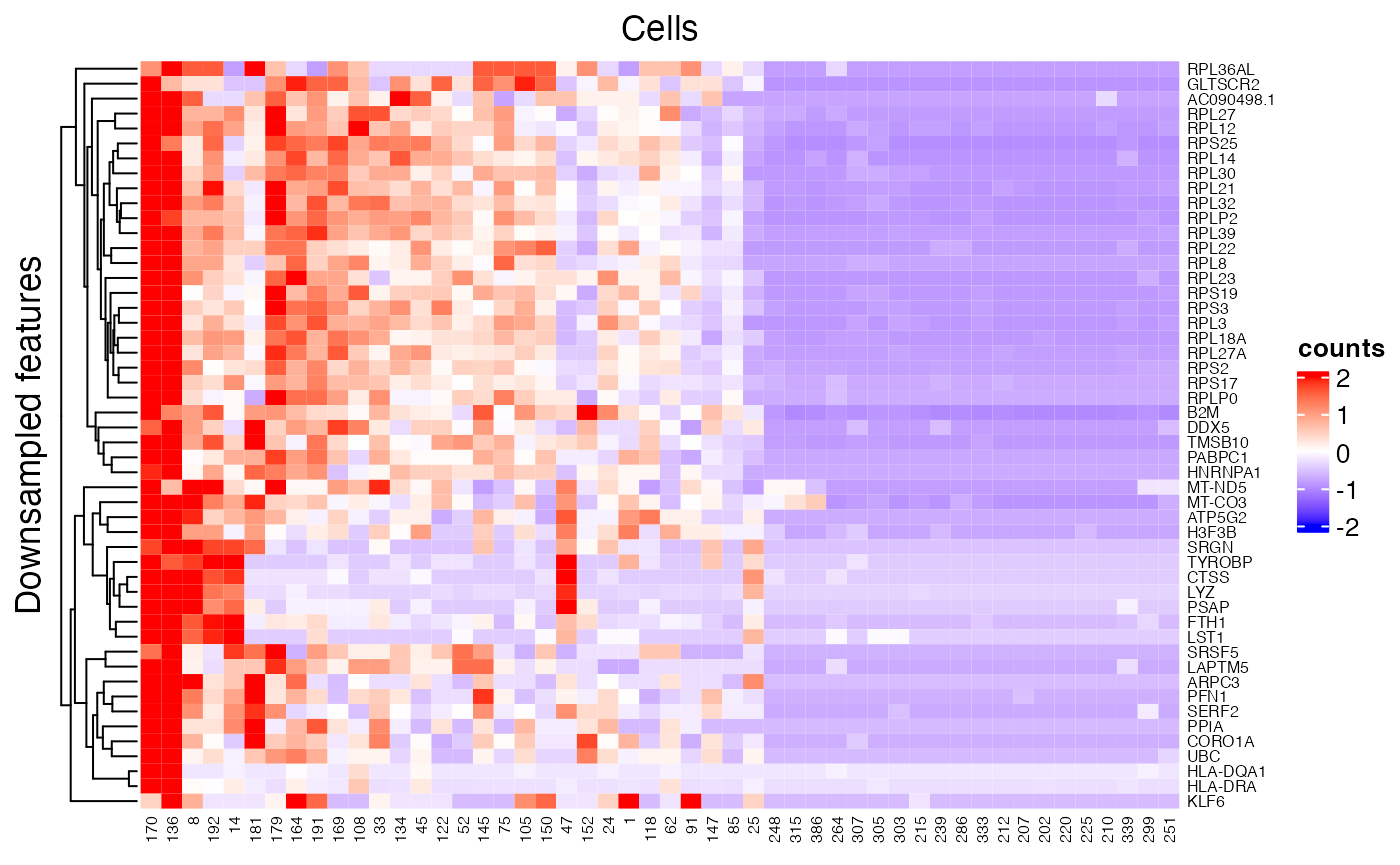 Cells
Downsampled features
RPL36AL
GLTSCR2
AC090498.1
RPL27
RPL12
RPS25
RPL14
RPL30
RPL21
RPL32
RPLP2
RPL39
RPL22
RPL8
RPL23
RPS19
RPS3
RPL3
RPL18A
RPL27A
RPS2
RPS17
RPLP0
B2M
DDX5
TMSB10
PABPC1
HNRNPA1
MT-ND5
MT-CO3
ATP5G2
H3F3B
SRGN
TYROBP
CTSS
LYZ
PSAP
FTH1
LST1
SRSF5
LAPTM5
ARPC3
PFN1
SERF2
PPIA
CORO1A
UBC
HLA-DQA1
HLA-DRA
KLF6
170 136 8 192 14 181 179 164 191 169 108 33 134 45 122 52 145 75 105 150 47 152 24 1 118 62 91 147 85 25 248 315 386 264 307 305 303 215 239 286 333 212 207 202 220 225 210 339 299 251
counts
2
1
0
-1
-2